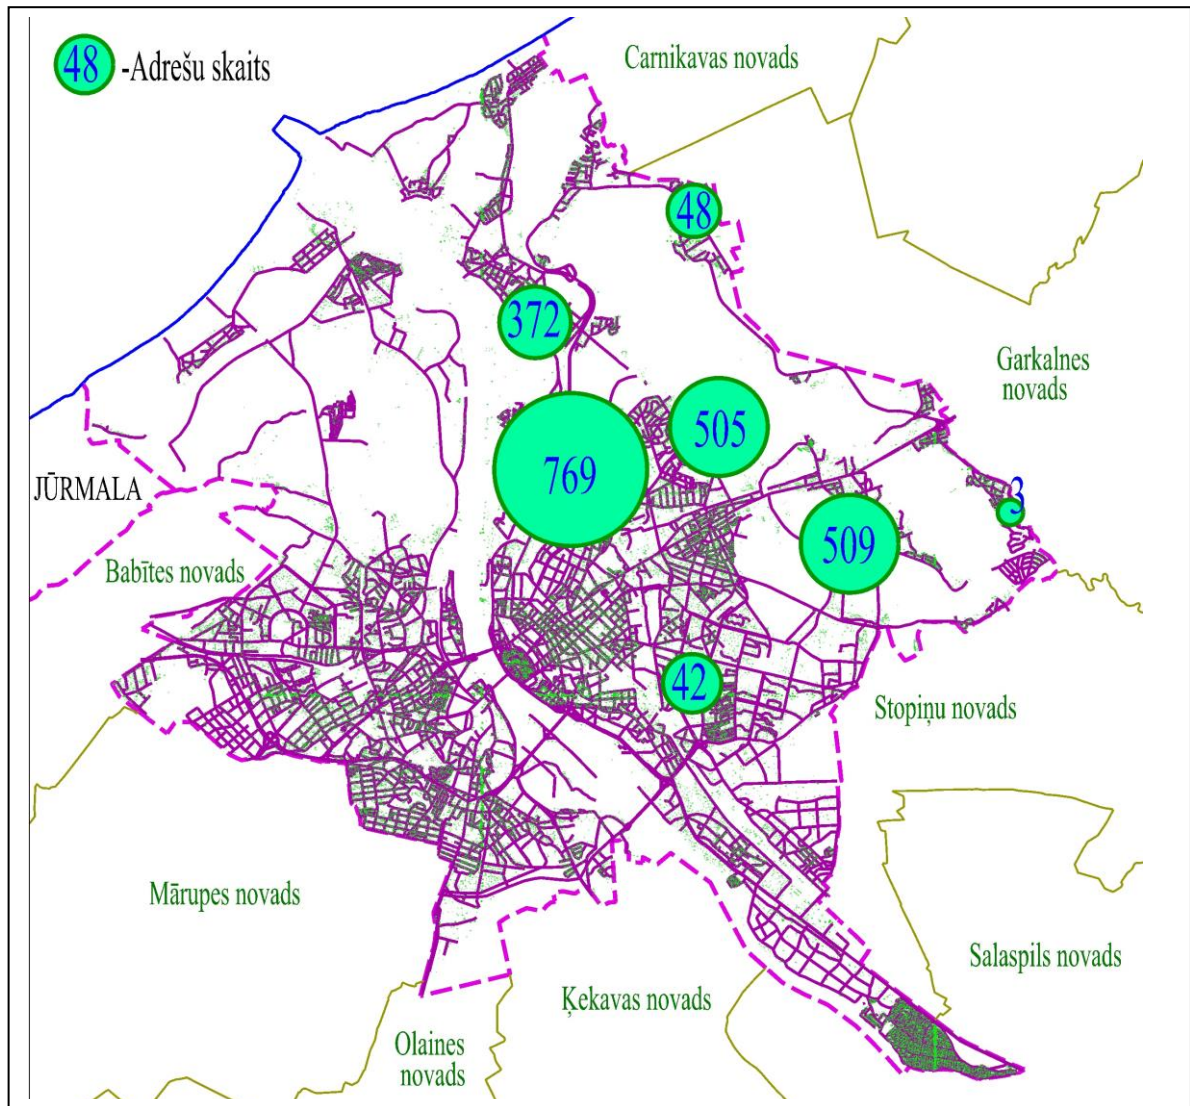 48 -Adrešu skaits
Carnikavas novads
48
372
Garkalnes
novads
505
769
JŪRMALA
3
509
Babītes novads
42
Stopiņu novads
Mārupes novads
Salaspils novads
Ķekavas novads
Olaines
novads